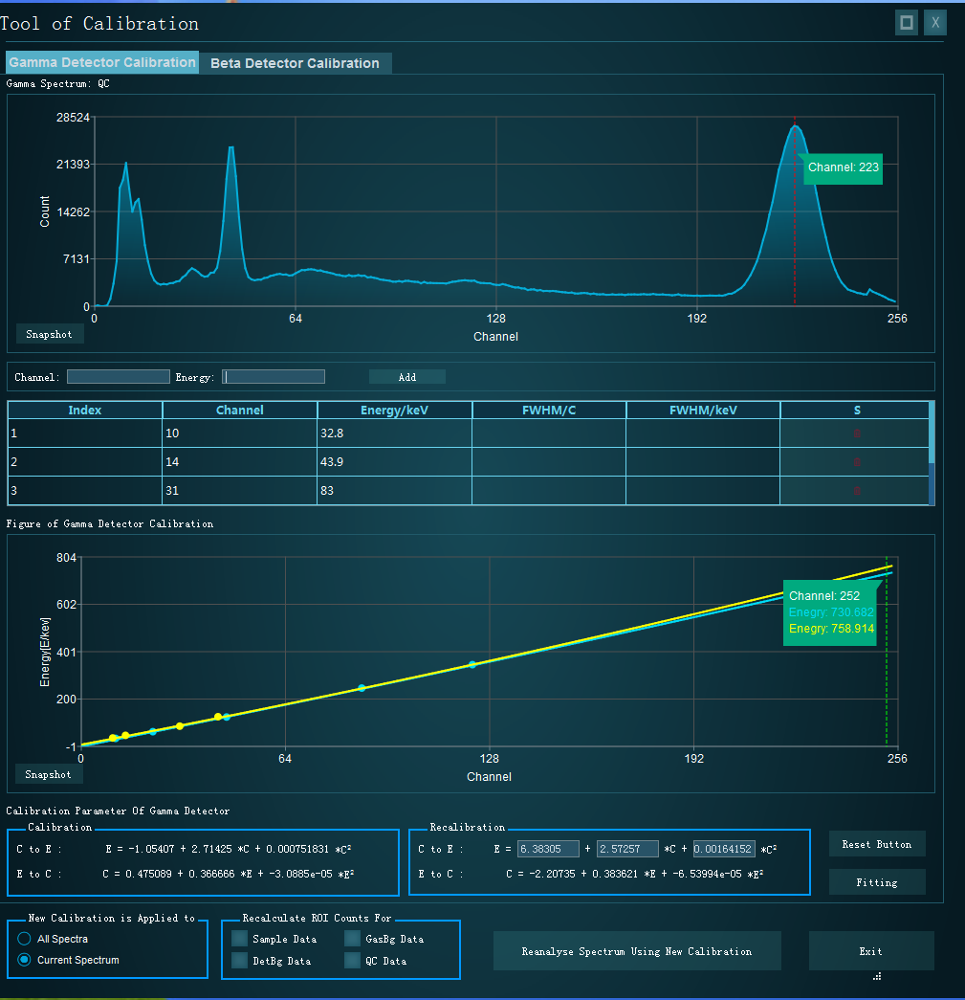 Tool of Calibration
X
Gamma Detector Calibration Beta Detector Calibration
Gamma Spectrum: QC
28524
21393
14262
7131
0
Count
Channel: 223
0 64 128 192 256
Channel
Snapshot
Channel: Energy: Add
Index Channel Energy/keV FWHM/C FWHM/keV S
1 10 32.8
2 14 43.9
3 31 83
Figure of Gamma Detector Calibration
804
602
401
200
-1
Energy[E/kev]
Channel: 252
Enegry: 730.682
Enegry: 758.914
0 64 128 192 256
Channel
Snapshot
Calibration Parameter Of Gamma Detector
Calibration
C to E : E = -1.05407 + 2.71425 *C + 0.000751831 *C²
E to C : C = 0.475089 + 0.366666 *E + -3.0885e-05 *E²
Recalibration
C to E : E = 6.38305 + 2.57257 *C + 0.00164152 *C²
E to C : C = -2.20735 + 0.383621 *E + -6.53994e-05 *E²
Reset Button
Fitting
New Calibration is Applied to
All Spectra
Current Spectrum
Recalculate ROI Counts For
Sample Data GasBg Data
DetBg Data QC Data
Reanalyse Spectrum Using New Calibration
Exit